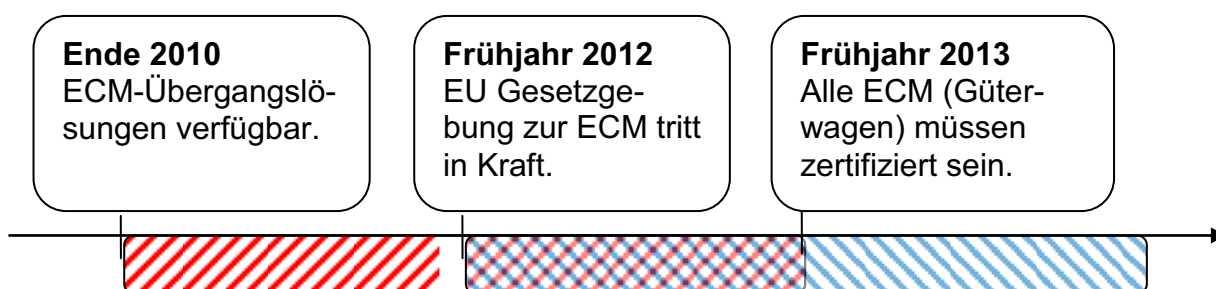 Ende 2010
ECM-Übergangslö-
sungen verfügbar.
Frühjahr 2012
EU Gesetzge-
bung zur ECM tritt
in Kraft.
Frühjahr 2013
Alle ECM (Güter-
wagen) müssen
zertifiziert sein.